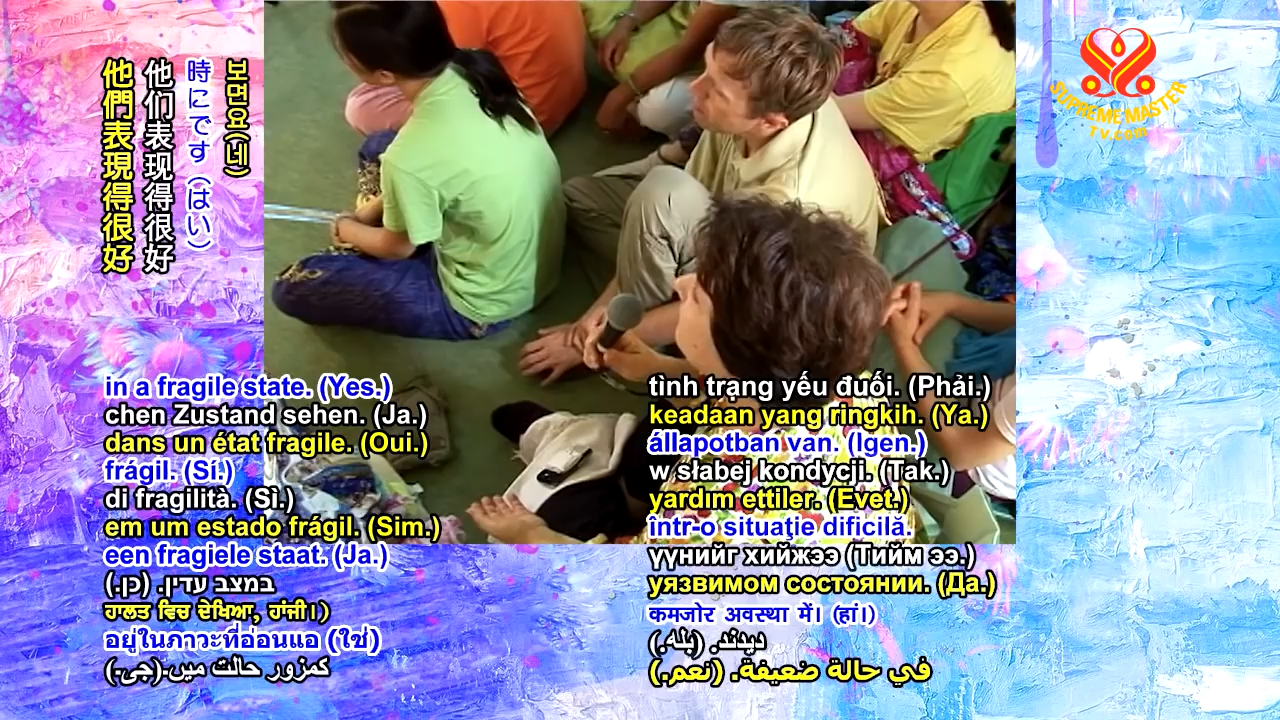 他們表現得很好
他们表现得很好
時にです（はい）
보면요(네)
SUPREME MASTER
TV.com
in a fragile state. (Yes.)
chen Zustand sehen. (Ja.)
dans un état fragile. (Oui.)
frágil. (Sí.)
di fragilità. (Sì.)
em um estado frágil. (Sim.)
een fragiele staat. (Ja.)
במצב עדין. (כן.)
ਹਾਲਤ ਵਿਚ ਦੇਖਿਆ, ਹਾਂਜੀ।)
อยู่ในภาวะที่อ่อนแอ (ใช่)
کمزور حالت میں.(جی.)
tình trạng yếu đuối. (Phải.)
keadaan yang ringkih. (Ya.)
állapotban van. (Igen.)
w słabej kondycji. (Tak.)
yardım ettiler. (Evet.)
într-o situaţie dificilă.
үүнийг хийжээ (Тийм ээ.)
уязвимом состоянии. (Да.)
कमजोर अवस्था में। (हां।)
دیدند. (بله.)
في حالة ضعيفة. (نعم.)